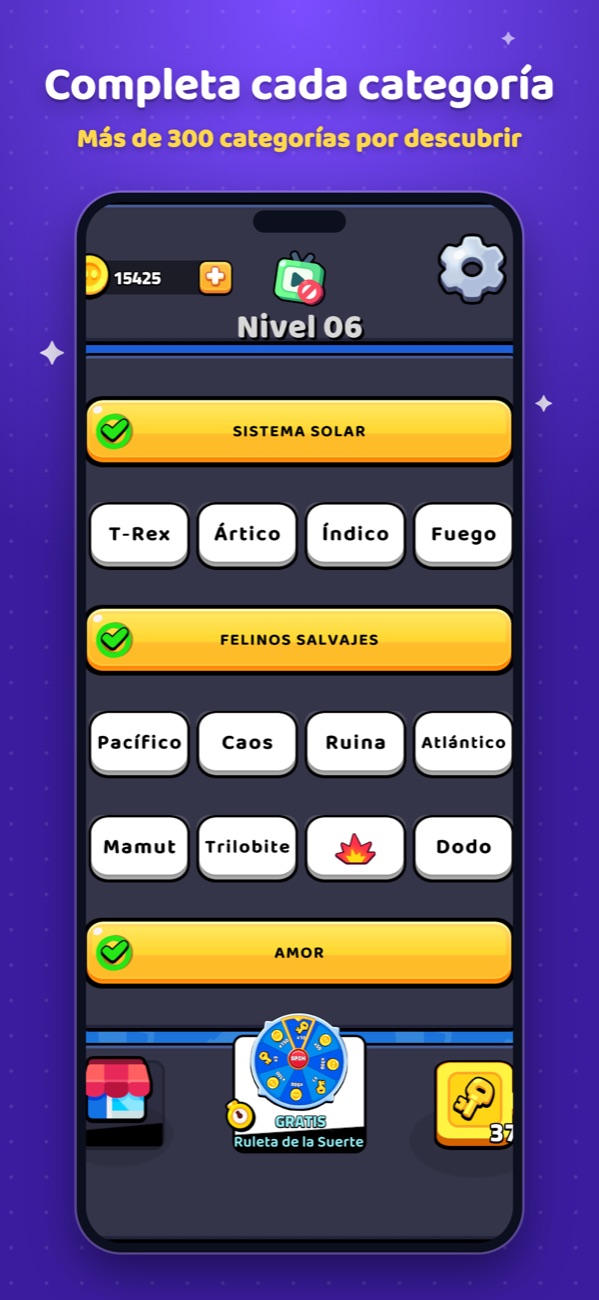 Completa cada categoría
Más de 300 categorías por descubrir
15425
Nivel 06
SISTEMA SOLAR
T-Rex Ártico Índico Fuego
FELINOS SALVAJES
Pacífico Caos Ruina Atlántico
Mamut Trilobite Dodo
AMOR
SPIN
GRATIS
Ruleta de la Suerte
37